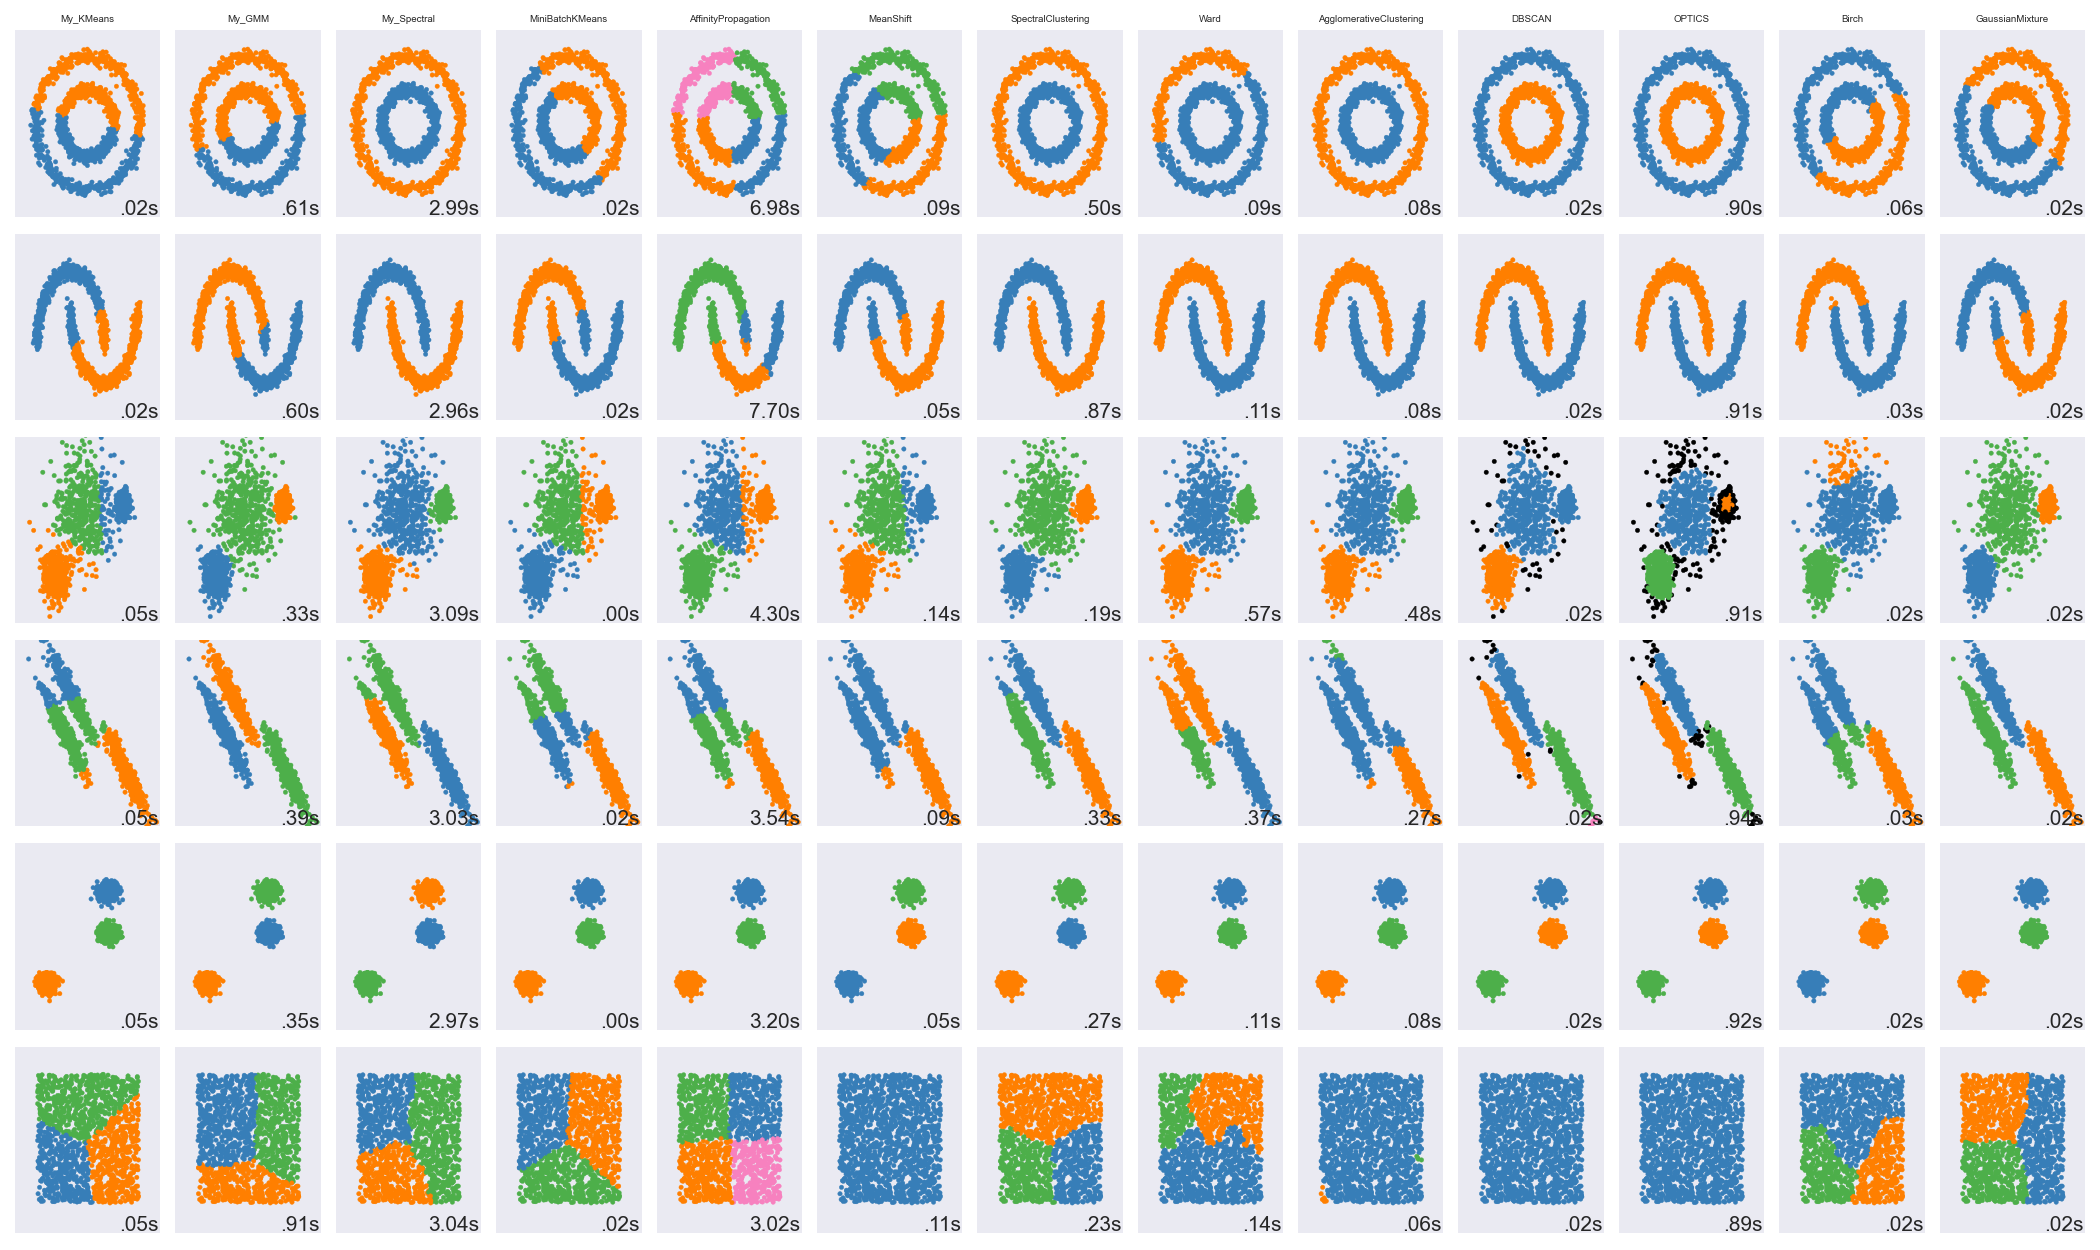 My_KMeans My_GMM My_Spectral MiniBatchKMeans AffinityPropagation MeanShift SpectralClustering Ward AgglomerativeClustering DBSCAN OPTICS Birch GaussianMixture
.02s .61s 2.99s .02s 6.98s .09s .50s .09s .08s .02s .90s .06s .02s
.02s .60s 2.96s .02s 7.70s .05s .87s .11s .08s .02s .91s .03s .02s
.05s .33s 3.09s .00s 4.30s .14s .19s .57s .48s .02s .91s .02s .02s
.05s .39s 3.03s .02s 3.54s .09s .33s .37s .27s .02s .94s .03s .02s
.05s .35s 2.97s .00s 3.20s .05s .27s .11s .08s .02s .92s .02s .02s
.05s .91s 3.04s .02s 3.02s .11s .23s .14s .06s .02s .89s .02s .02s